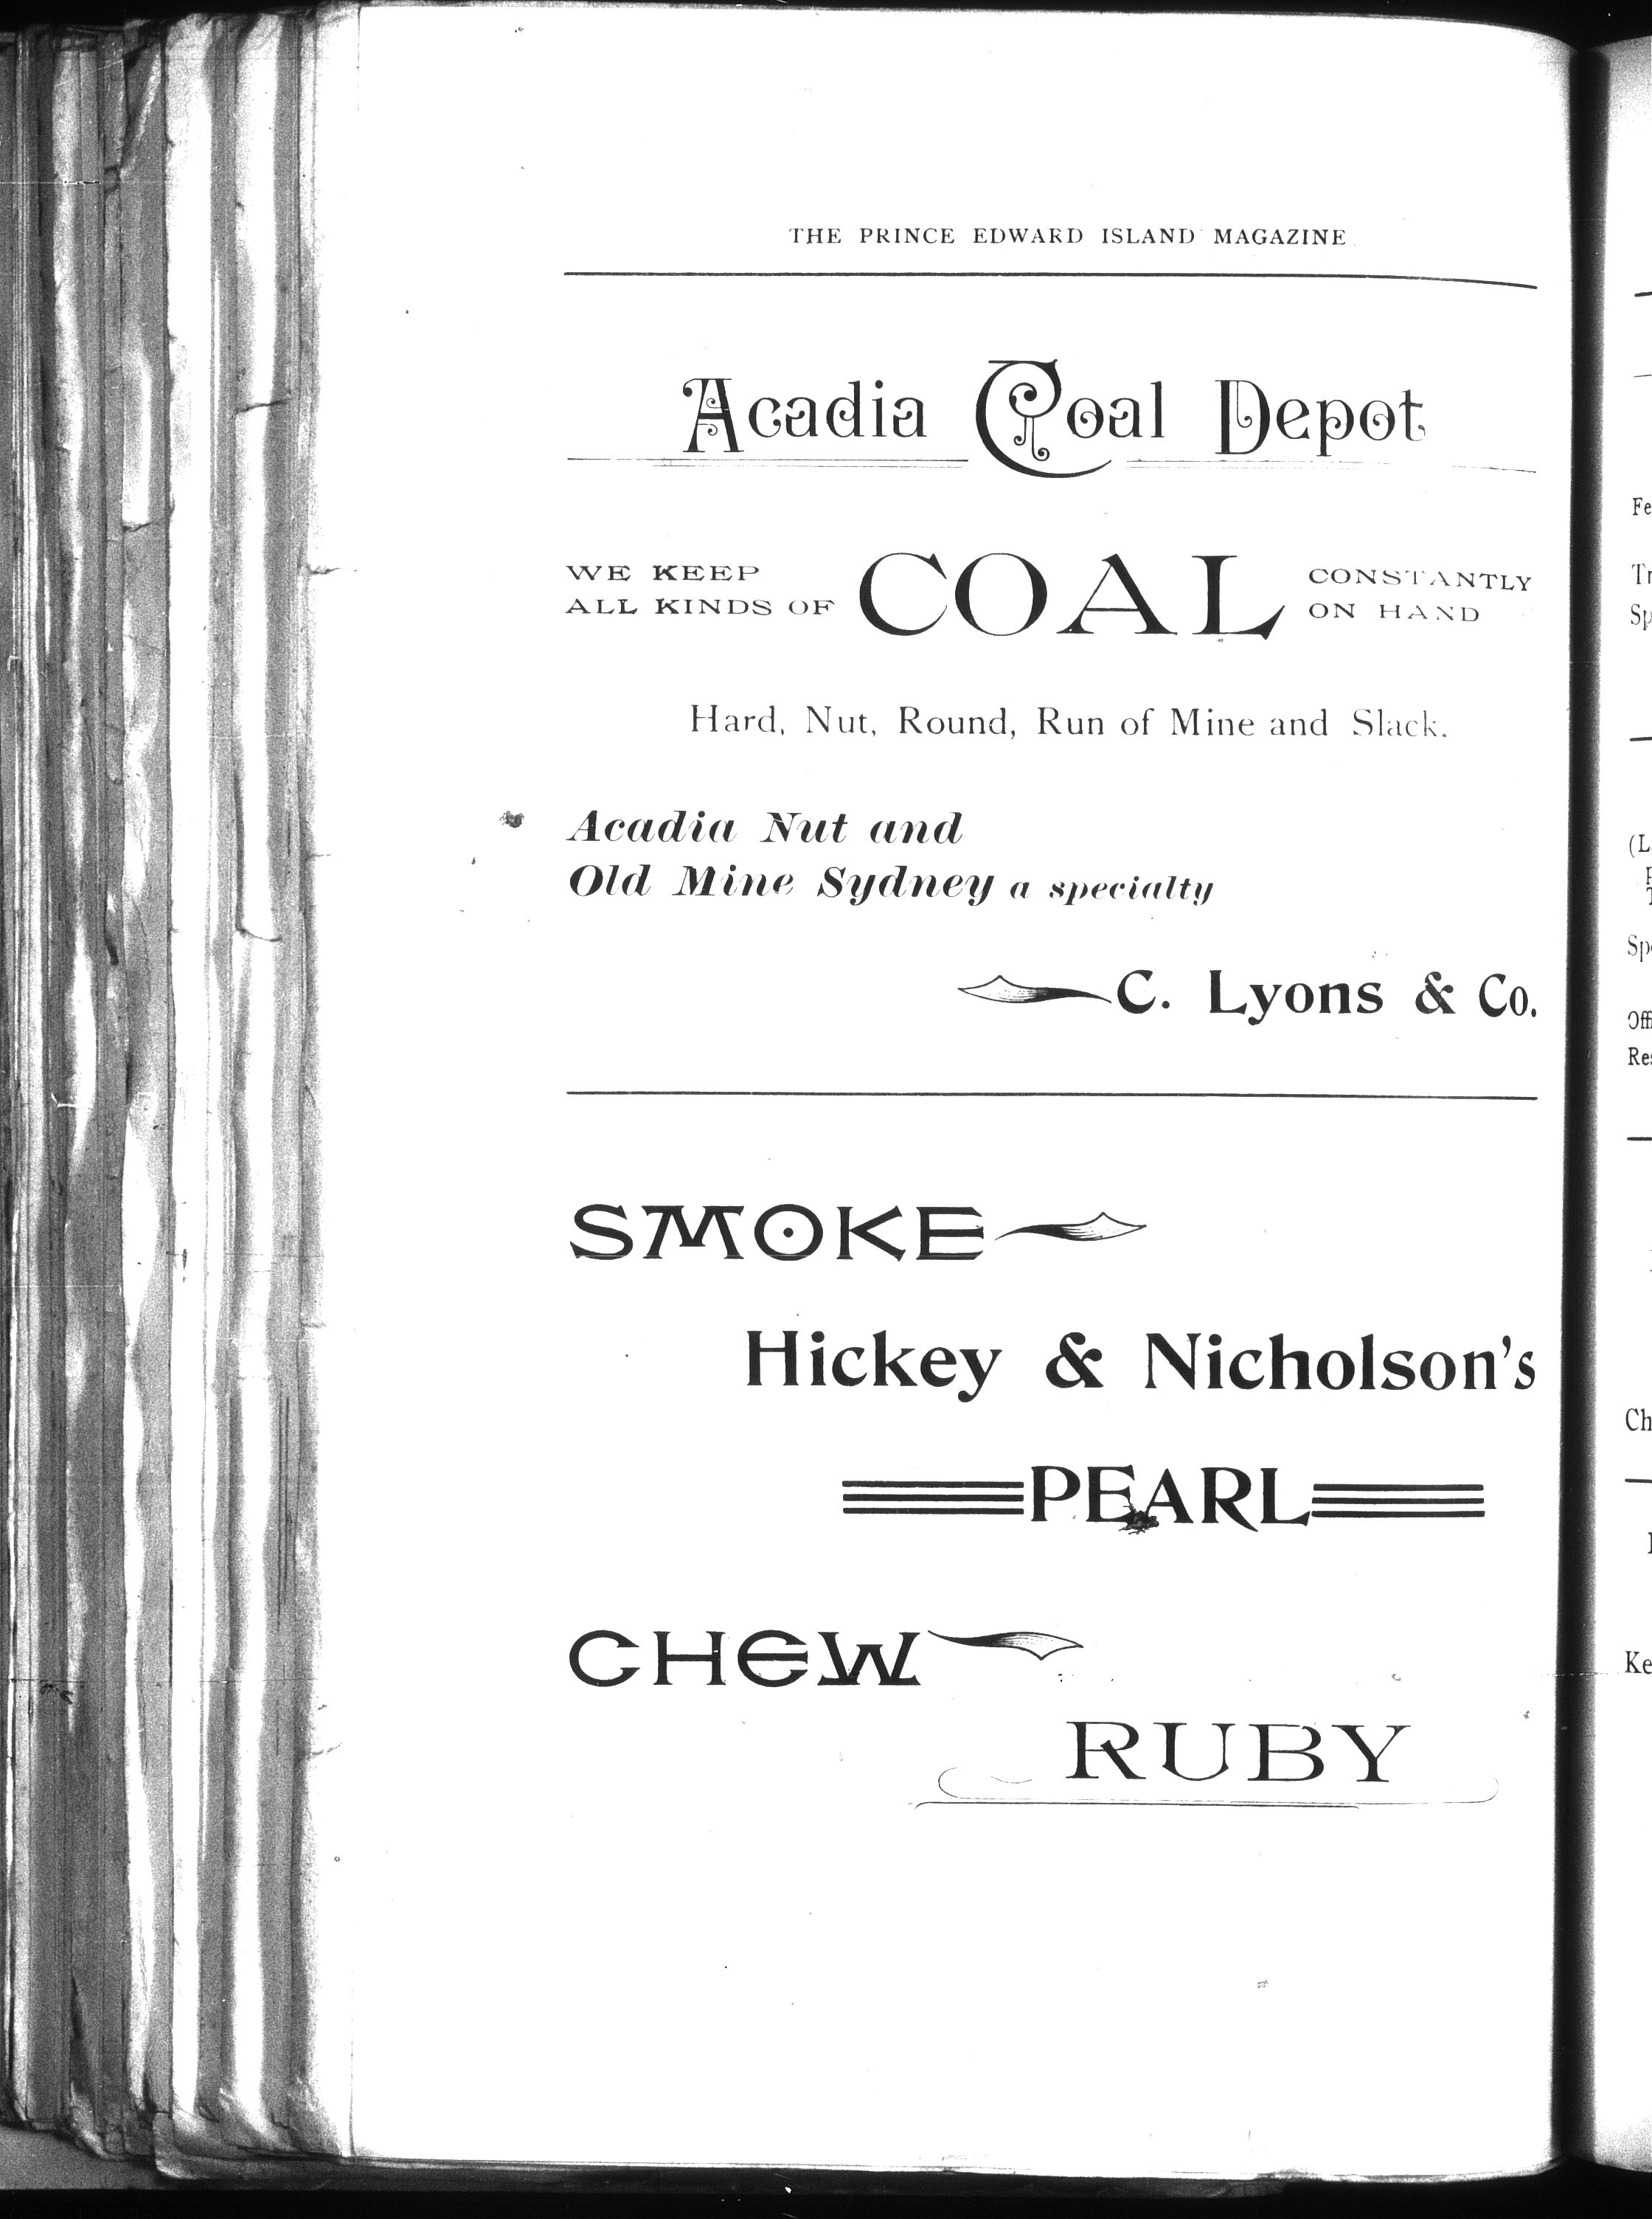 THE PRINCE EDWARD ISLAND MAGAZINE
Acadia Coal Depot
WE KEEP
ALL KINDS OF
COAL
CONSTANTLY
ON HAND
Hard, Nut, Round, Run of Mine and Slack.
Acadia Nut and
Old Mine Sydney a specialty
C. Lyons & Co.
SMOKE
Hickey & Nicholson's
PEARL
CHEW
RUBY